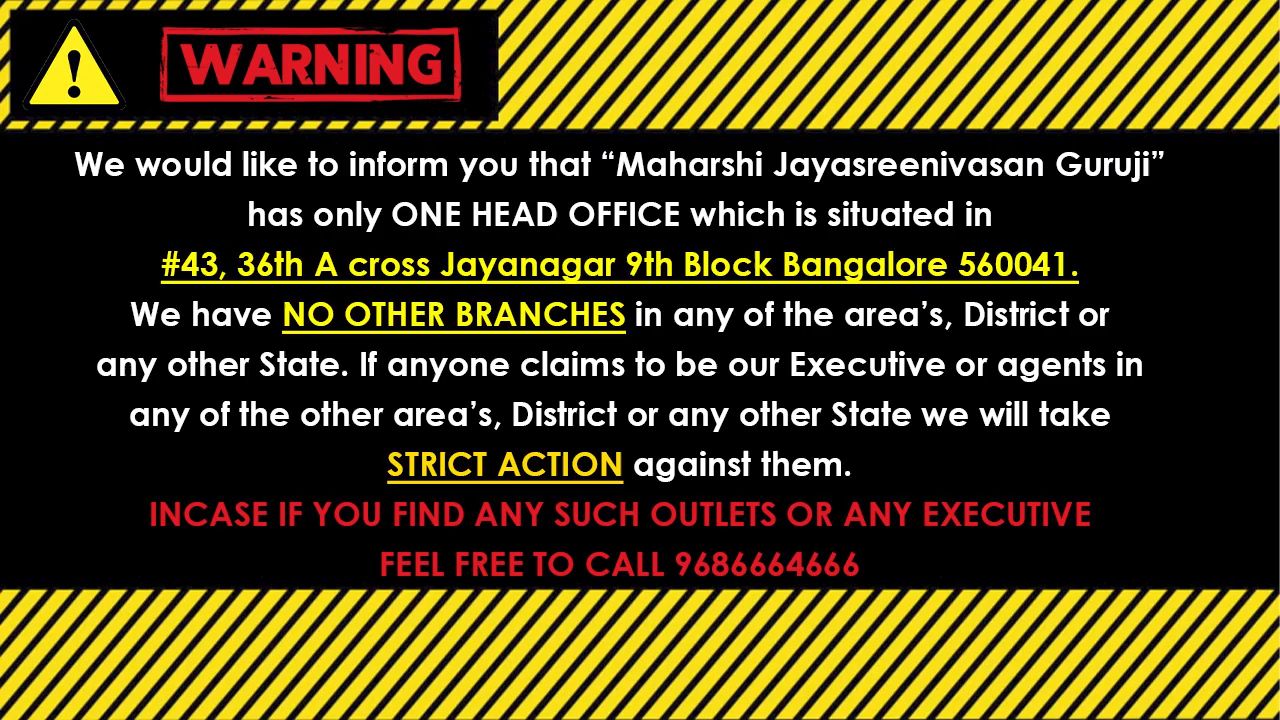 WARNING
We would like to inform you that “Maharshi Jayasreenivasan Guruji”
has only ONE HEAD OFFICE which is situated in
#43, 36th A cross Jayanagar 9th Block Bangalore 560041.
We have NO OTHER BRANCHES in any of the area’s, District or
any other State. If anyone claims to be our Executive or agents in
any of the other area’s, District or any other State we will take
STRICT ACTION against them.
INCASE IF YOU FIND ANY SUCH OUTLETS OR ANY EXECUTIVE
FEEL FREE TO CALL 9686664666